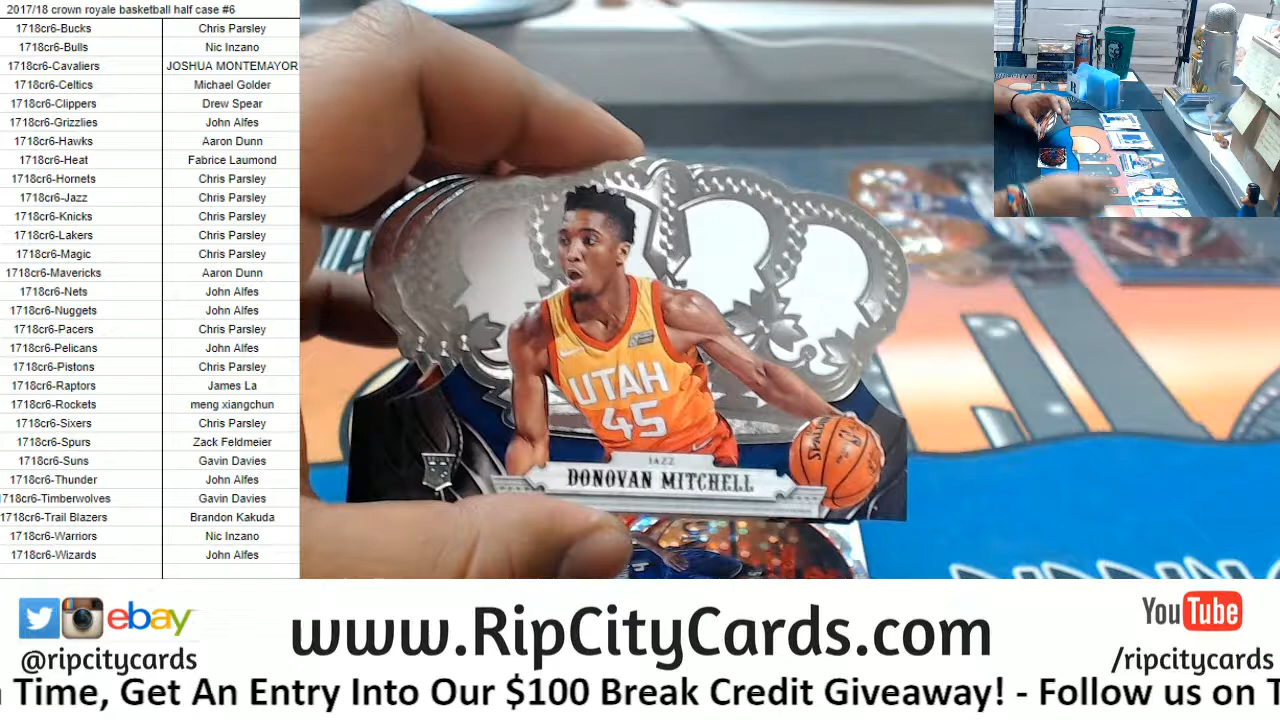 2017/18 crown royale basketball half case #6
1718cr6-Bucks Chris Parsley
1718cr6-Bulls Nic Inzano
1718cr6-Cavaliers JOSHUA MONTEMAYOR
1718cr6-Celtics Michael Golder
1718cr6-Clippers Drew Spear
1718cr6-Grizzlies John Alfes
1718cr6-Hawks Aaron Dunn
1718cr6-Heat Fabrice Laumond
1718cr6-Hornets Chris Parsley
1718cr6-Jazz Chris Parsley
1718cr6-Knicks Chris Parsley
1718cr6-Lakers Chris Parsley
1718cr6-Magic Chris Parsley
1718cr6-Mavericks Aaron Dunn
1718cr6-Nets John Alfes
1718cr6-Nuggets John Alfes
1718cr6-Pacers Chris Parsley
1718cr6-Pelicans John Alfes
1718cr6-Pistons Chris Parsley
1718cr6-Raptors James La
1718cr6-Rockets meng xiangchun
1718cr6-Sixers Chris Parsley
1718cr6-Spurs Zack Feldmeier
1718cr6-Suns Gavin Davies
1718cr6-Thunder John Alfes
1718cr6-Timberwolves Gavin Davies
1718cr6-Trail Blazers Brandon Kakuda
1718cr6-Warriors Nic Inzano
1718cr6-Wizards John Alfes
UTAH
45
SPALDING
JAZZ
DONOVAN MITCHELL
ebay
@ripcitycards
www.RipCityCards.com
YouTube
/ripcitycards
Time, Get An Entry Into Our $100 Break Credit Giveaway! - Follow us on T